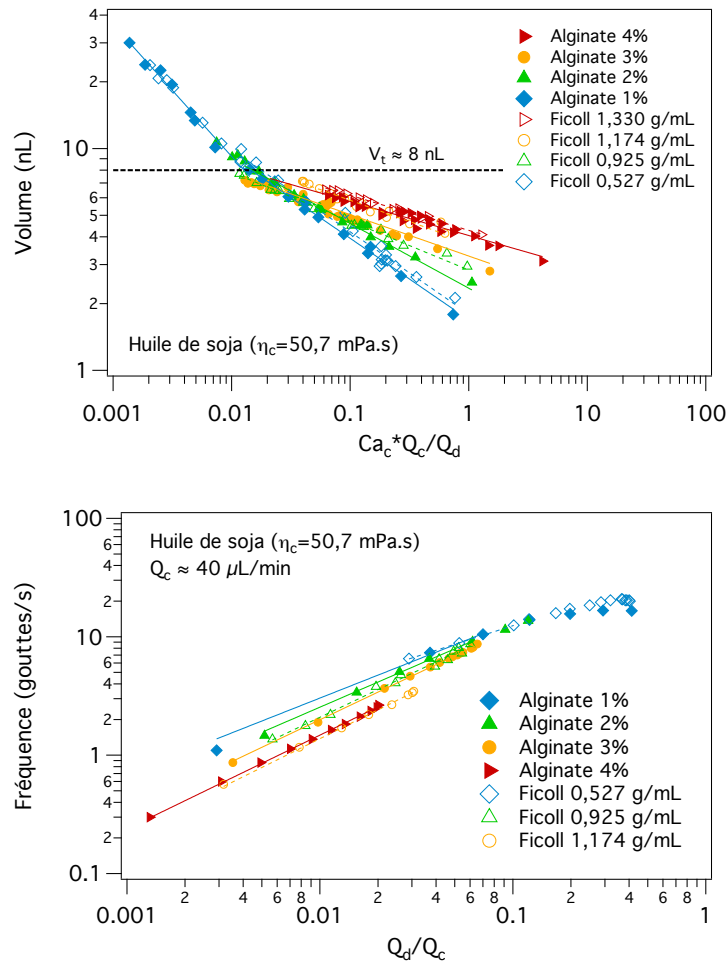 4
3
2
10
6
5
4
3
2
1
Volume (nL)
Alginate 4%
Alginate 3%
Alginate 2%
Alginate 1%
Ficoll 1,330 g/mL
Ficoll 1,174 g/mL
Ficoll 0,925 g/mL
Ficoll 0,527 g/mL
Vt ≈ 8 nL
Huile de soja (ηc=50,7 mPa.s)
0.001 0.01 0.1 1 10 100
Cac*Qc/Qd
100
6
4
2
10
6
4
2
1
6
4
2
0.1
Fréquence (gouttes/s)
Huile de soja (ηc=50,7 mPa.s)
Qc ≈ 40 µL/min
Alginate 1%
Alginate 2%
Alginate 3%
Alginate 4%
Ficoll 0,527 g/mL
Ficoll 0,925 g/mL
Ficoll 1,174 g/mL
0.001 2 4 6 8 0.01 2 4 6 8 0.1 2 4 6 8 1
Qd/Qc